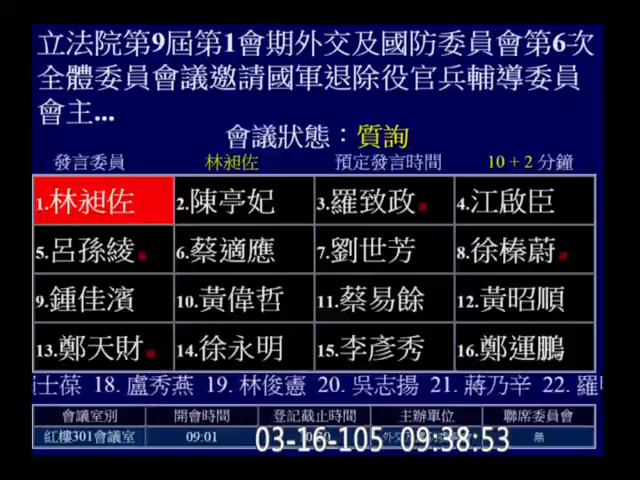 立法院第9屆第1會期外交及國防委員會第6次
全體委員會議邀請國軍退除役官兵輔導委員
會主...
會議狀態：質詢
發言委員 林昶佐 預定發言時間 10 + 2 分鐘
1.林昶佐 2.陳亭妃 3.羅致政 4.江啟臣
5.呂孫綾 6.蔡適應 7.劉世芳 8.徐榛蔚
9.鍾佳濱 10.黃偉哲 11.蔡易餘 12.黃昭順
13.鄭天財 14.徐永明 15.李彥秀 16.鄭運鵬
士葆 18. 盧秀燕 19. 林俊憲 20. 吳志揚 21. 蔣乃辛 22. 羅
會議室別 開會時間 登記截止時間 主辦單位 聯席委員會
紅樓301會議室 09:01 無
03-16-105 09:38:53